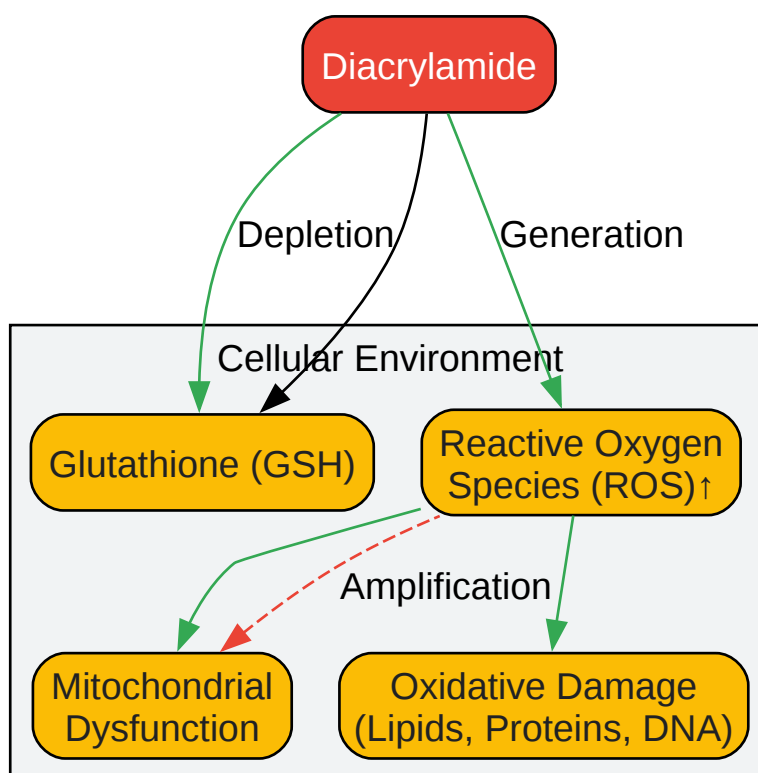 Diacrylamide
Depletion
Generation
Cellular Environment
Glutathione (GSH)
Reactive Oxygen
Species (ROS)↑
Amplification
Mitochondrial
Dysfunction
Oxidative Damage
(Lipids, Proteins, DNA)